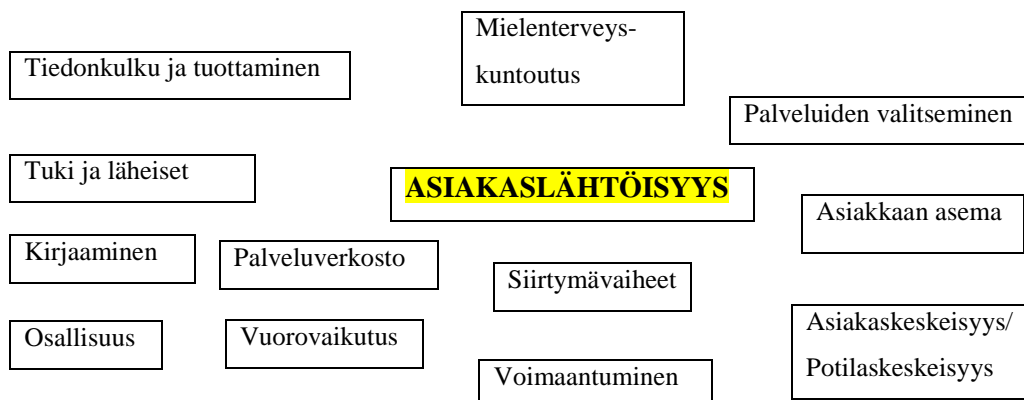 Mielenterveys-
kuntoutus
Tiedonkulku ja tuottaminen
Palveluiden valitseminen
Tuki ja läheiset
ASIAKASLÄHTÖISYYS
Asiakkaan asema
Kirjaaminen
Palveluverkosto
Siirtymävaiheet
Osallisuus
Vuorovaikutus
Asiakaskeskeisyys/
Potilaskeskeisyys
Voimaantuminen